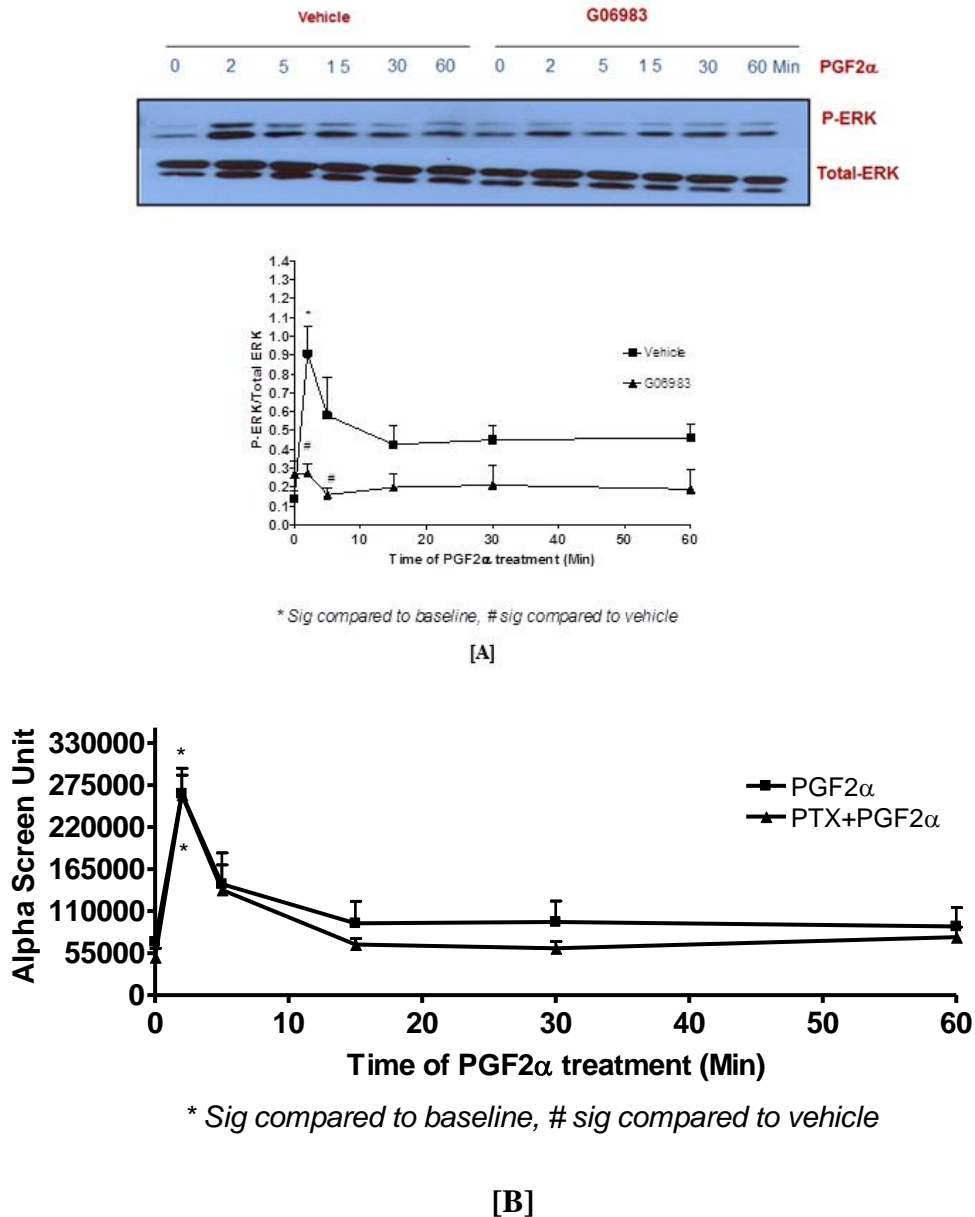 Vehicle G06983
0 2 5 15 30 60 0 2 5 15 30 60 Min PGF2α
P-ERK
Total-ERK
1.4
1.3
1.2
1.1
1.0
0.9
0.8
0.7
0.6
0.5
0.4
0.3
0.2
0.1
0.0
P-ERK/Total ERK
*
#
#
Vehicle
G06983
0 10 20 30 40 50 60
Time of PGF2α treatment (Min)
* Sig compared to baseline, # sig compared to vehicle
[A]
330000
275000
220000
165000
110000
55000
0
Alpha Screen Unit
*
*
PGF2α
PTX+PGF2α
0 10 20 30 40 50 60
Time of PGF2α treatment (Min)
* Sig compared to baseline, # sig compared to vehicle
[B]